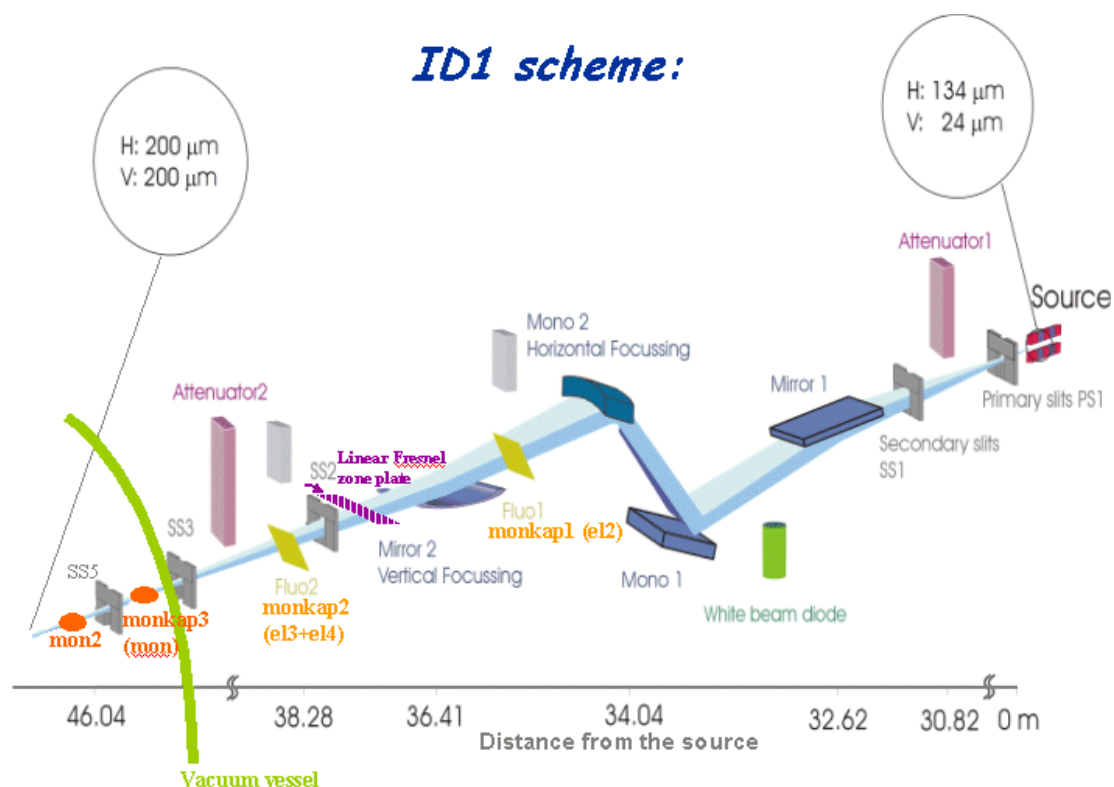 ID1 scheme:
H: 200 μm
V: 200 μm
H: 134 μm
V: 24 μm
Attenuator1
Source
Mono 2
Horizontal Focussing
Mirror 1
Primary slits PS1
Attenuator2
Secondary slits
SS1
Linear Fresnel
zone plate
SS2
Fluo1
monkap1 (el2)
SS3
Mirror 2
Vertical Focussing
Mono 1
SS5
Fluo2
monkap2
(el3+el4)
White beam diode
monkap3
(mon)
mon2
46.04
38.28
36.41
34.04
32.62
30.82
0 m
Distance from the source
Vacuum vessel